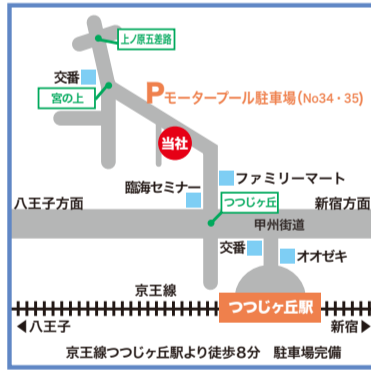 上ノ原五差路
交番
宮の上
Pモータープール駐車場(No34・35)
当社
臨海セミナー
ファミリーマート
つつじヶ丘
八王子方面
新宿方面
甲州街道
交番
オオゼキ
京王線
つつじヶ丘駅
◀八王子
新宿▶
京王線つつじヶ丘駅より徒歩8分 駐車場完備